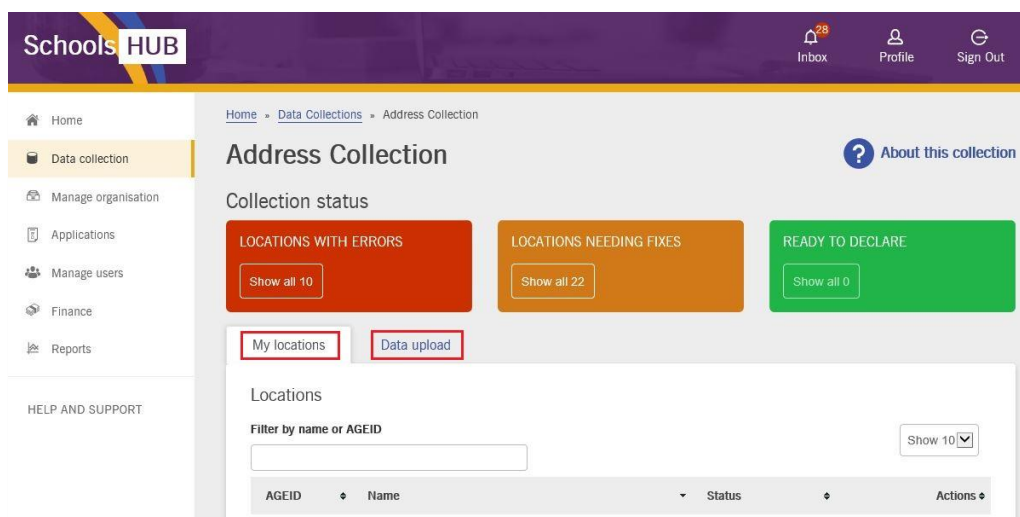 Schools HUB
28
Inbox
Profile
Sign Out
Home
Data collection
Manage organisation
Applications
Manage users
Finance
Reports
HELP AND SUPPORT
Home » Data Collections » Address Collection
Address Collection
? About this collection
Collection status
LOCATIONS WITH ERRORS
Show all 10
LOCATIONS NEEDING FIXES
Show all 22
READY TO DECLARE
Show all 0
My locations
Data upload
Locations
Filter by name or AGEID
Show 10
AGEID Name Status Actions